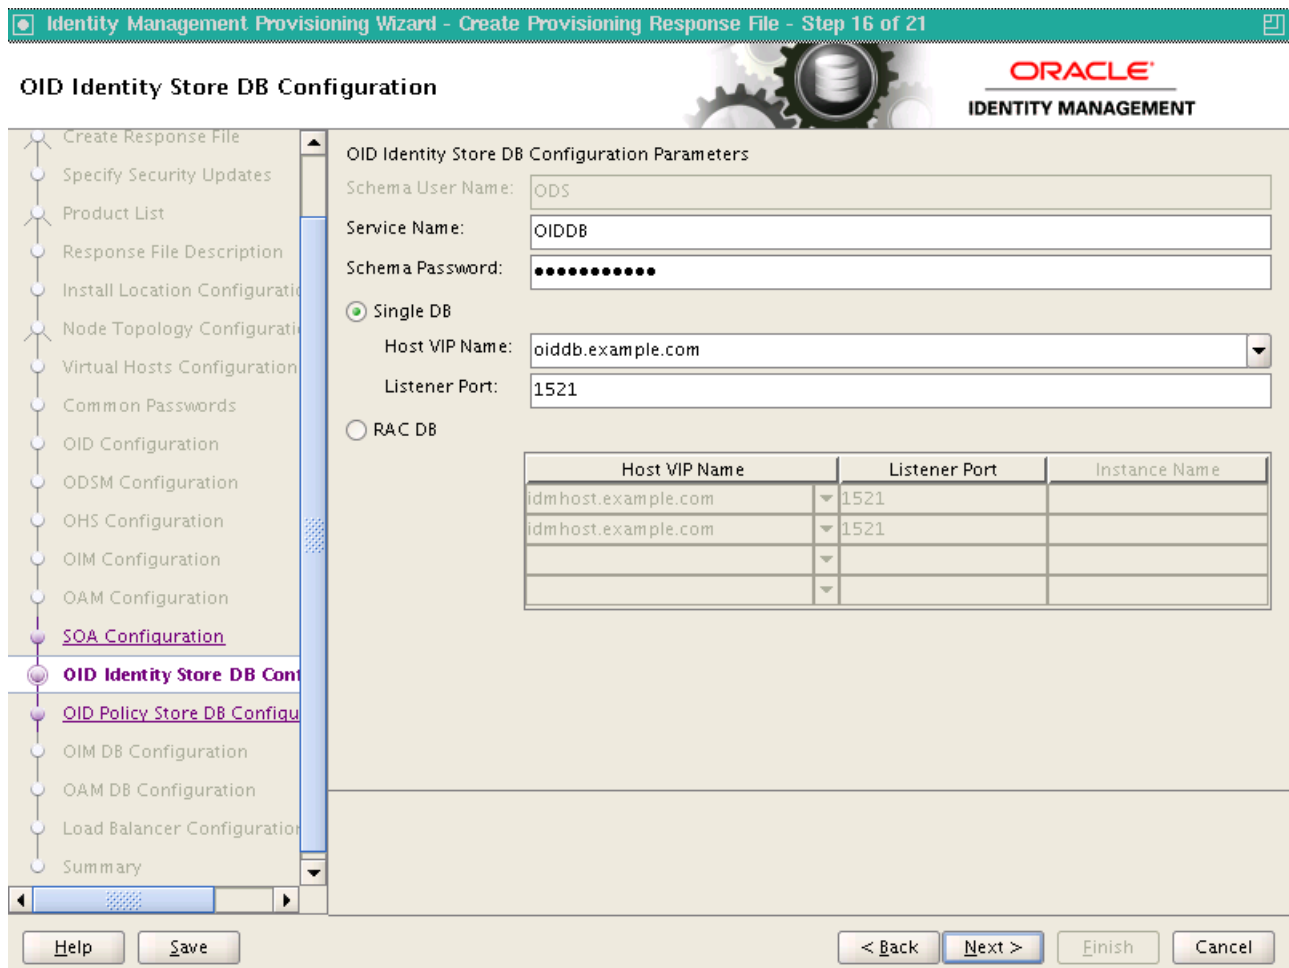 Identity Management Provisioning Wizard - Create Provisioning Response File - Step 16 of 21
OID Identity Store DB Configuration
ORACLE
IDENTITY MANAGEMENT
Create Response File
Specify Security Updates
Product List
Response File Description
Install Location Configuratio
Node Topology Configurati
Virtual Hosts Configuration
Common Passwords
OID Configuration
ODSM Configuration
OHS Configuration
OIM Configuration
OAM Configuration
SOA Configuration
OID Identity Store DB Conf
OID Policy Store DB Configu
OIM DB Configuration
OAM DB Configuration
Load Balancer Configuration
Summary
OID Identity Store DB Configuration Parameters
Schema User Name: ODS
Service Name: OIDDB
Schema Password: ●●●●●●●●●●●
Single DB
Host VIP Name: oiddb.example.com
Listener Port: 1521
RAC DB
Host VIP Name Listener Port Instance Name
idmhost.example.com 1521
idmhost.example.com 1521
Help Save < Back Next > Finish Cancel